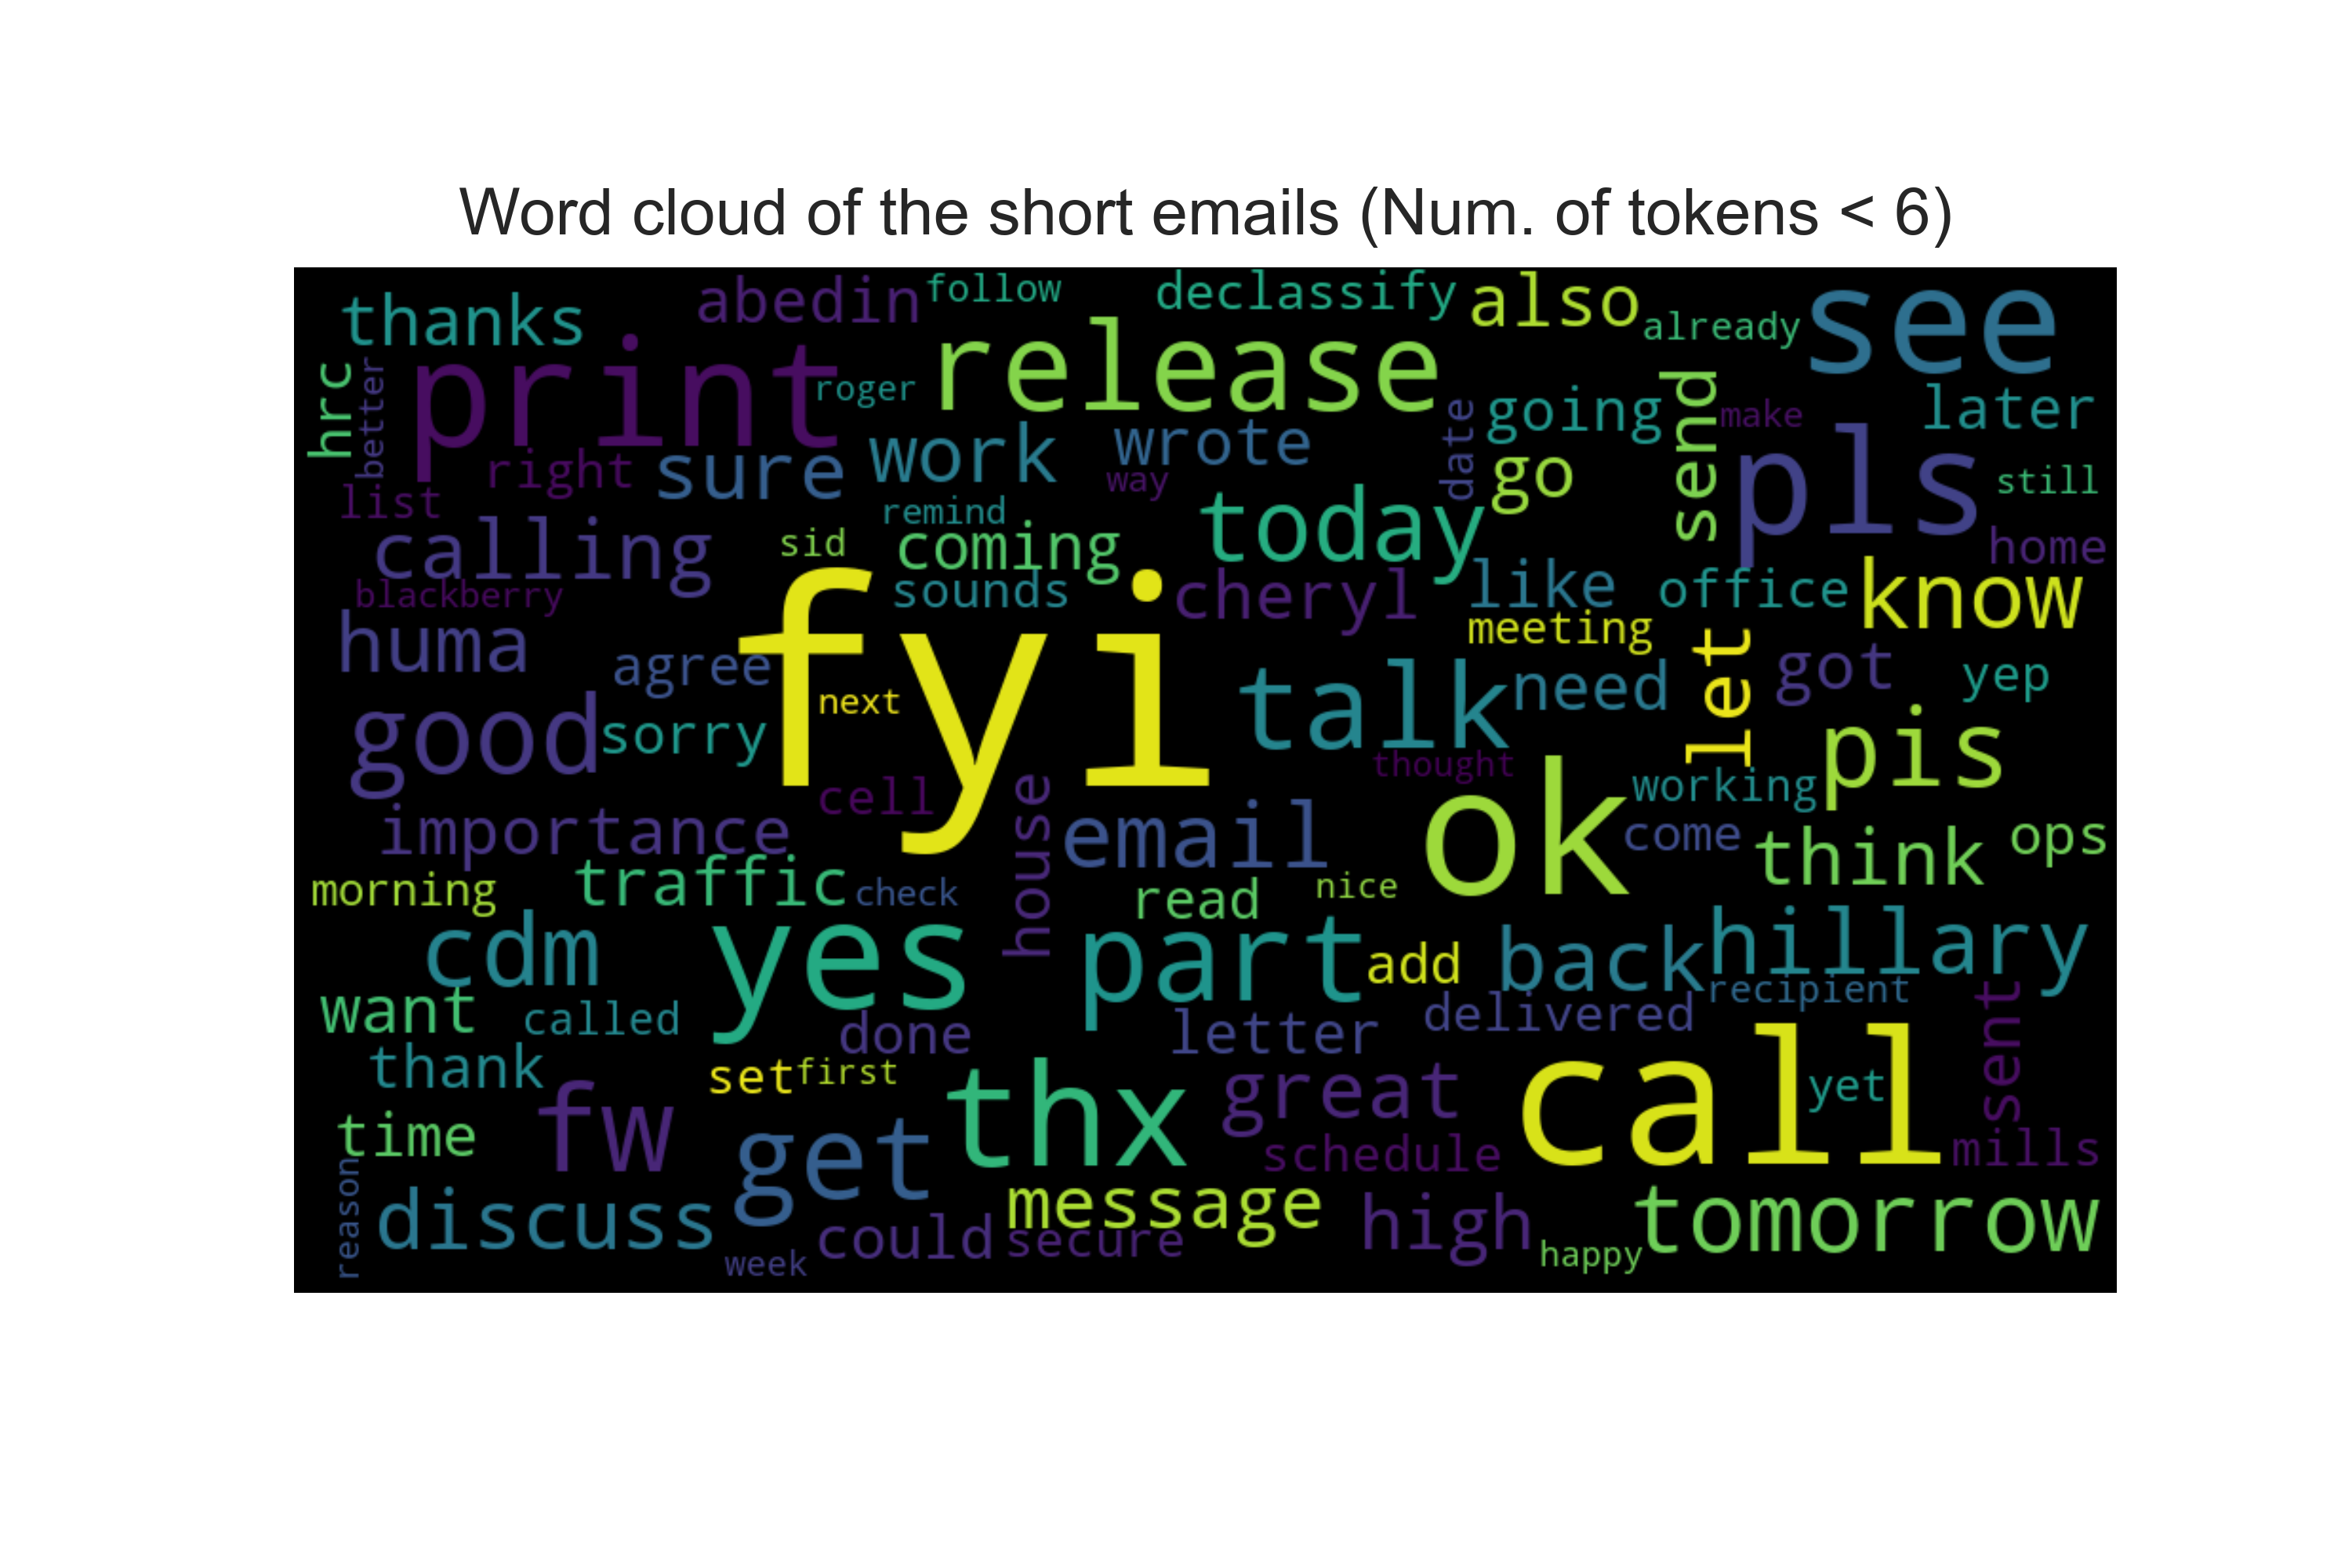 Word cloud of the short emails (Num. of tokens < 6)
thanks abedin follow declassify also already see
hrc better print roger release date going send make later
right sure work wrote way go pls still
list calling sid remind coming today home
blackberry sounds cheryl like office know
huma agree fyi meeting let got yep
good sorry next talk need pis
thought working
importance cell house email ok come think ops
morning traffic check read nice
cdm yes part add back hillary
want called done letter delivered recipient sent
thank set first thx great call yet
time fw get schedule mills
reason discuss message high tomorrow
week could secure happy